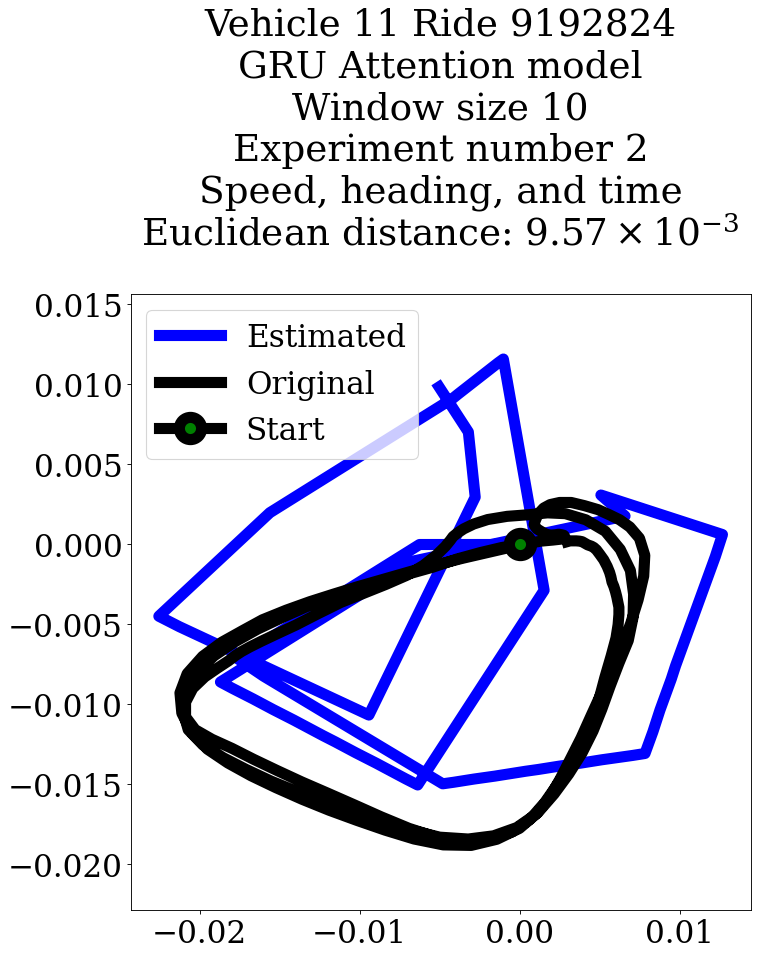 Vehicle 11 Ride 9192824
GRU Attention model
Window size 10
Experiment number 2
Speed, heading, and time
Euclidean distance: 9.57 × 10⁻³
0.015
0.010
0.005
0.000
−0.005
−0.010
−0.015
−0.020
Estimated
Original
Start
−0.02 −0.01 0.00 0.01